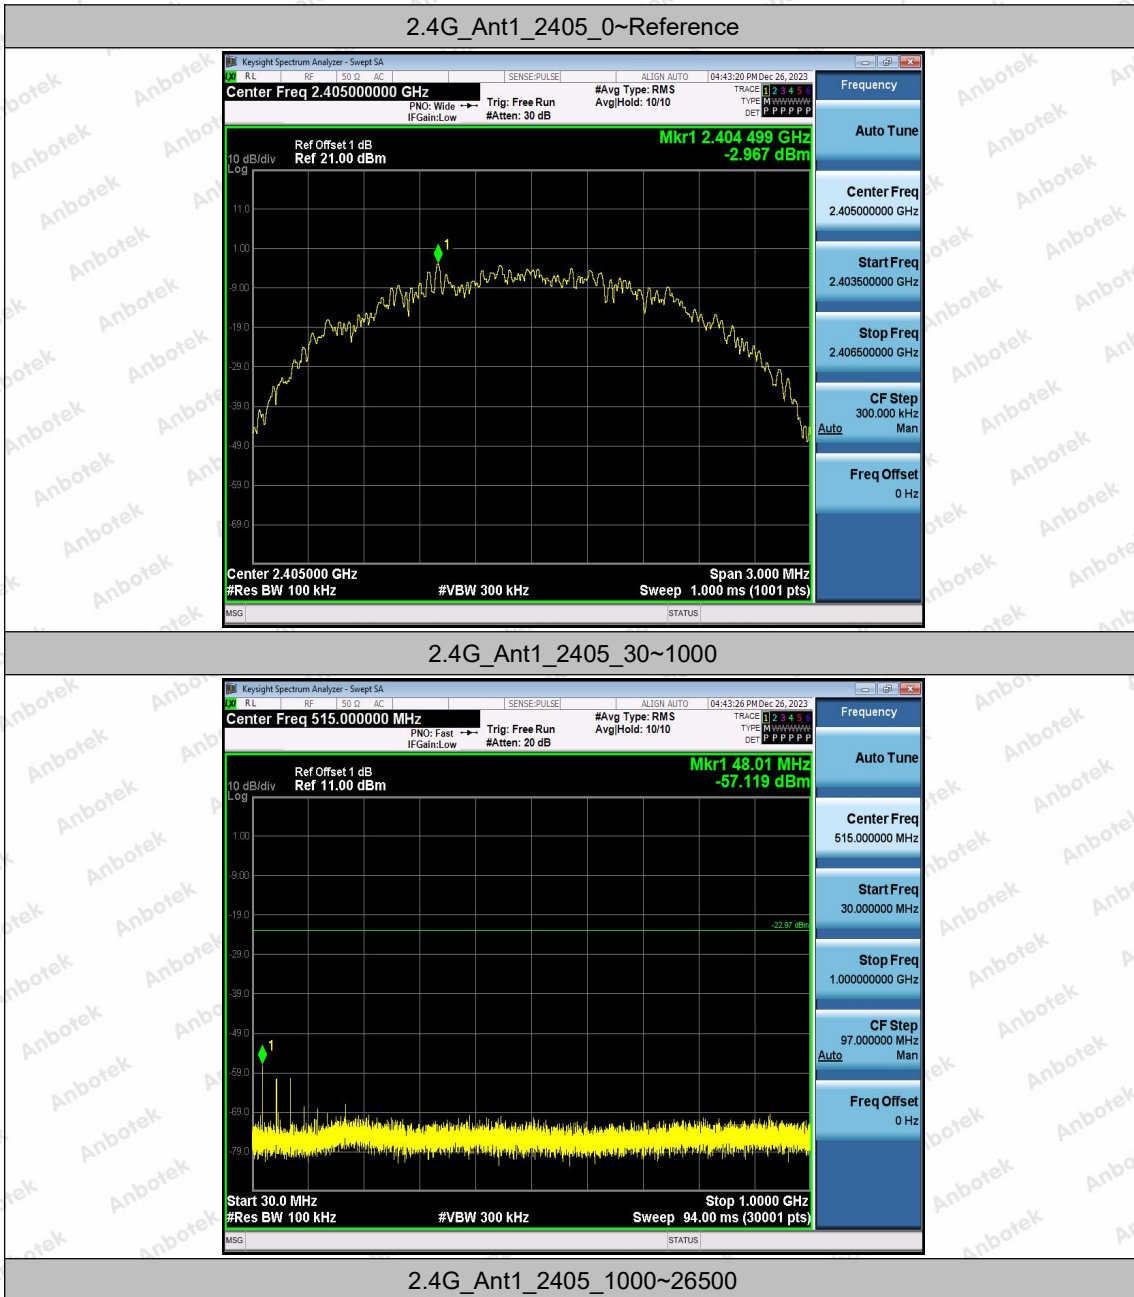 2.4G_Ant1_2405_0~Reference
Keysight Spectrum Analyzer - Swept SA
LXI RL RF 50 Ω AC SENSE:PULSE ALIGN AUTO 04:43:20 PM Dec 26, 2023
Center Freq 2.405000000 GHz
PNO: Wide
IFGain:Low
Trig: Free Run
#Atten: 30 dB
#Avg Type: RMS
Avg|Hold: 10/10
TRACE 1 2 3 4 5 6
TYPE M WWWWW
DET P P P P P P
Frequency
Mkr1 2.404 499 GHz
-2.967 dBm
Ref Offset 1 dB
10 dB/div Ref 21.00 dBm
Log
11.0
1.00
-9.00
-19.0
-29.0
-39.0
-49.0
-59.0
-69.0
1
Center 2.405000 GHz Span 3.000 MHz
#Res BW 100 kHz #VBW 300 kHz Sweep 1.000 ms (1001 pts)
MSG STATUS
Auto Tune
Center Freq
2.405000000 GHz
Start Freq
2.403500000 GHz
Stop Freq
2.406500000 GHz
CF Step
300.000 kHz
Auto Man
Freq Offset
0 Hz
2.4G_Ant1_2405_30~1000
Keysight Spectrum Analyzer - Swept SA
LXI RL RF 50 Ω AC SENSE:PULSE ALIGN AUTO 04:43:26 PM Dec 26, 2023
Center Freq 515.000000 MHz
PNO: Fast
IFGain:Low
Trig: Free Run
#Atten: 20 dB
#Avg Type: RMS
Avg|Hold: 10/10
TRACE 1 2 3 4 5 6
TYPE M WWWWW
DET P P P P P P
Frequency
Mkr1 48.01 MHz
-57.119 dBm
Ref Offset 1 dB
10 dB/div Ref 11.00 dBm
Log
1.00
-9.00
-19.0
-29.0
-39.0
-49.0
-59.0
-69.0
-79.0
-22.97 dBm
1
Start 30.0 MHz Stop 1.0000 GHz
#Res BW 100 kHz #VBW 300 kHz Sweep 94.00 ms (30001 pts)
MSG STATUS
Auto Tune
Center Freq
515.000000 MHz
Start Freq
30.000000 MHz
Stop Freq
1.000000000 GHz
CF Step
97.000000 MHz
Auto Man
Freq Offset
0 Hz
2.4G_Ant1_2405_1000~26500